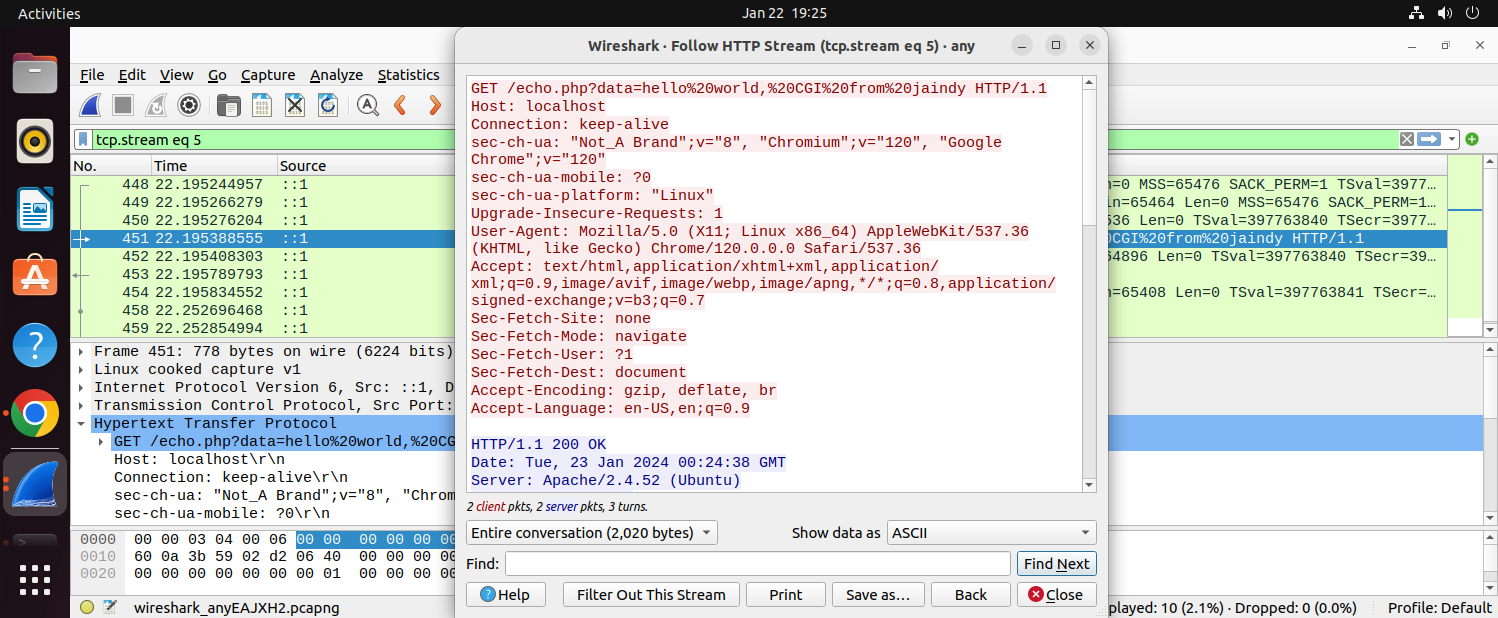 Activities
Jan 22 19:25
Wireshark · Follow HTTP Stream (tcp.stream eq 5) · any
File Edit View Go Capture Analyze Statistics
tcp.stream eq 5
No. Time Source
448 22.195244957 ::1
449 22.195266279 ::1
450 22.195276204 ::1
451 22.195388555 ::1
452 22.195408303 ::1
453 22.195789793 ::1
454 22.195834552 ::1
458 22.252696468 ::1
459 22.252854994 ::1
=0 MSS=65476 SACK_PERM=1 TSval=3977…
n=65464 Len=0 MSS=65476 SACK_PERM=1…
536 Len=0 TSval=397763840 TSecr=3977…
CGI%20from%20jaindy HTTP/1.1
64896 Len=0 TSval=397763840 TSecr=39…
n=65408 Len=0 TSval=397763841 TSecr=…
Frame 451: 778 bytes on wire (6224 bits)
Linux cooked capture v1
Internet Protocol Version 6, Src: ::1, D
Transmission Control Protocol, Src Port:
Hypertext Transfer Protocol
GET /echo.php?data=hello%20world,%20CG
Host: localhost\r\n
Connection: keep-alive\r\n
sec-ch-ua: "Not_A Brand";v="8", "Chrom
sec-ch-ua-mobile: ?0\r\n
0000 00 00 03 04 00 06 00 00 00 00 00 00
0010 60 0a 3b 59 02 d2 06 40 00 00 00 00
0020 00 00 00 00 00 00 00 01 00 00 00 00
wireshark_anyEAJXH2.pcapng
GET /echo.php?data=hello%20world,%20CGI%20from%20jaindy HTTP/1.1
Host: localhost
Connection: keep-alive
sec-ch-ua: "Not_A Brand";v="8", "Chromium";v="120", "Google
Chrome";v="120"
sec-ch-ua-mobile: ?0
sec-ch-ua-platform: "Linux"
Upgrade-Insecure-Requests: 1
User-Agent: Mozilla/5.0 (X11; Linux x86_64) AppleWebKit/537.36
(KHTML, like Gecko) Chrome/120.0.0.0 Safari/537.36
Accept: text/html,application/xhtml+xml,application/
xml;q=0.9,image/avif,image/webp,image/apng,*/*;q=0.8,application/
signed-exchange;v=b3;q=0.7
Sec-Fetch-Site: none
Sec-Fetch-Mode: navigate
Sec-Fetch-User: ?1
Sec-Fetch-Dest: document
Accept-Encoding: gzip, deflate, br
Accept-Language: en-US,en;q=0.9
HTTP/1.1 200 OK
Date: Tue, 23 Jan 2024 00:24:38 GMT
Server: Apache/2.4.52 (Ubuntu)
2 client pkts, 2 server pkts, 3 turns.
Entire conversation (2,020 bytes) Show data as ASCII
Find: Find Next
Help Filter Out This Stream Print Save as… Back Close
played: 10 (2.1%) · Dropped: 0 (0.0%) Profile: Default